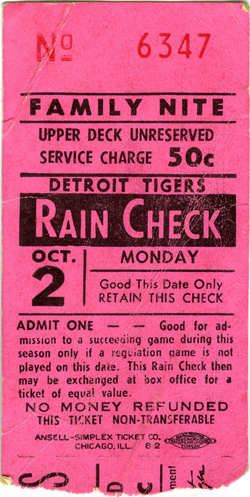 No 6347
FAMILY NITE
UPPER DECK UNRESERVED
SERVICE CHARGE 50c
DETROIT TIGERS
RAIN CHECK
OCT. 2
MONDAY
Good This Date Only
RETAIN THIS CHECK
ADMIT ONE — — Good for ad-
mission to a succeeding game during this
season only if a regulation game is not
played on this date. This Rain Check then
may be exchanged at box office for a
ticket of equal value.
NO MONEY REFUNDED
THIS TICKET NON-TRANSFERABLE
ANSELL-SIMPLEX TICKET CO.
CHICAGO, ILL. 62